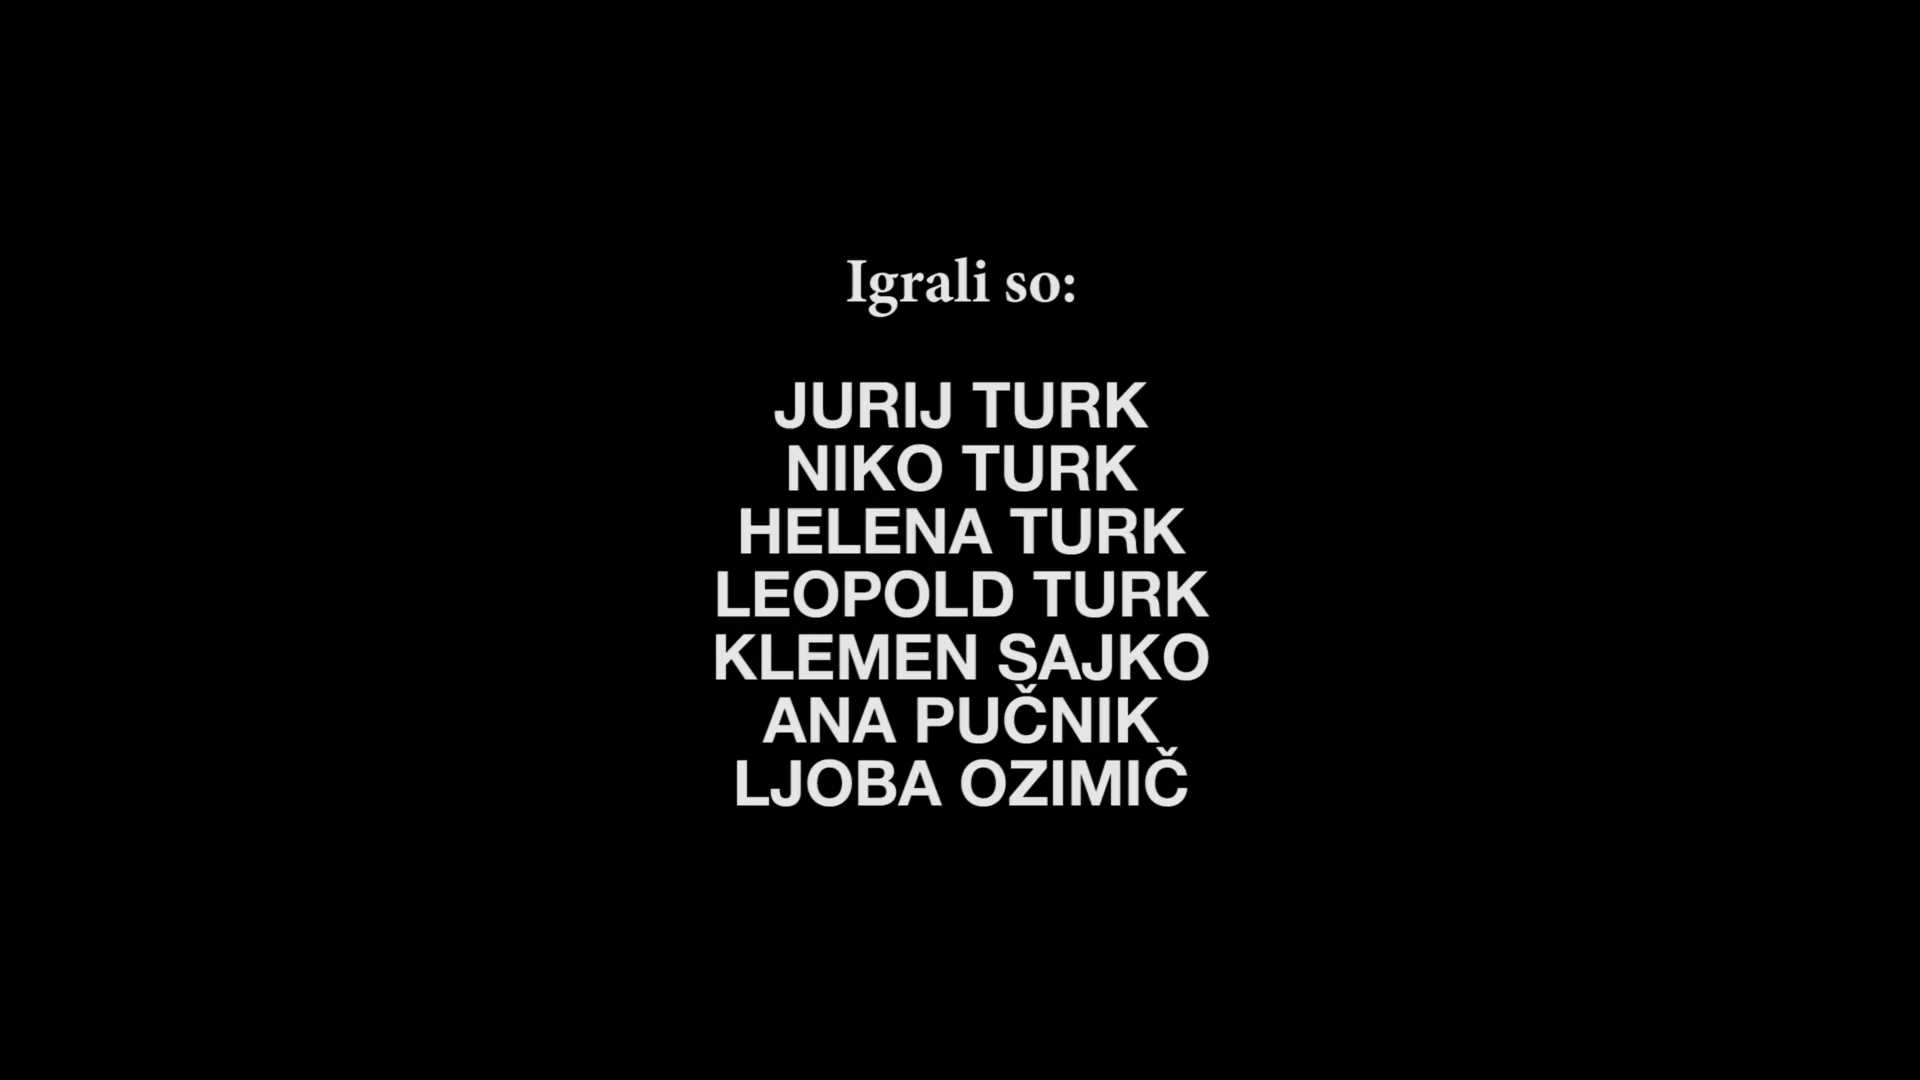 Igrali so:
JURIJ TURK
NIKO TURK
HELENA TURK
LEOPOLD TURK
KLEMEN SAJKO
ANA PUČNIK
LJOBA OZIMIČ